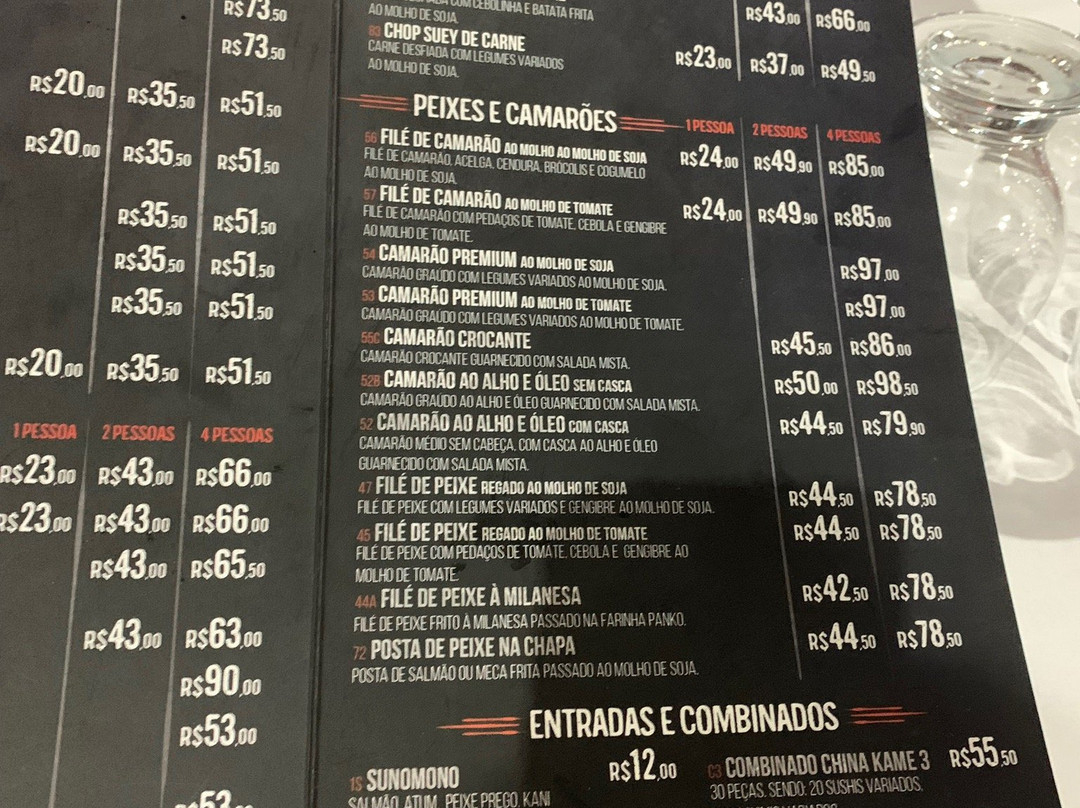 R$73,50
R$73,50
R$20,00 R$35,50 R$51,50
R$20,00 R$35,50 R$51,50
R$35,50 R$51,50
R$35,50 R$51,50
R$35,50 R$51,50
R$20,00 R$35,50 R$51,50
1 PESSOA 2 PESSOAS 4 PESSOAS
R$23,00 R$43,00 R$66,00
R$23,00 R$43,00 R$66,00
R$43,00 R$65,50
R$43,00 R$63,00
R$90,00
R$53,00
COM CEBOLINHA E BATATA FRITA
AO MOLHO DE SOJA. R$43,00 R$66,00
83 CHOP SUEY DE CARNE
CARNE DESFIADA COM LEGUMES VARIADOS R$23,00 R$37,00 R$49,50
AO MOLHO DE SOJA.
PEIXES E CAMARÕES 1 PESSOA 2 PESSOAS 4 PESSOAS
56 FILÉ DE CAMARÃO AO MOLHO AO MOLHO DE SOJA R$24,00 R$49,90 R$85,00
FILÉ DE CAMARÃO, ACELGA, CENOURA, BRÓCOLIS E COGUMELO
AO MOLHO DE SOJA.
57 FILÉ DE CAMARÃO AO MOLHO DE TOMATE R$24,00 R$49,90 R$85,00
FILÉ DE CAMARÃO COM PEDAÇOS DE TOMATE, CEBOLA E GENGIBRE
AO MOLHO DE TOMATE.
54 CAMARÃO PREMIUM AO MOLHO DE SOJA R$97,00
CAMARÃO GRAÚDO COM LEGUMES VARIADOS AO MOLHO DE SOJA.
53 CAMARÃO PREMIUM AO MOLHO DE TOMATE R$97,00
CAMARÃO GRAÚDO COM LEGUMES VARIADOS AO MOLHO DE TOMATE.
55C CAMARÃO CROCANTE R$45,50 R$86,00
CAMARÃO CROCANTE GUARNECIDO COM SALADA MISTA.
52B CAMARÃO AO ALHO E ÓLEO SEM CASCA R$50,00 R$98,50
CAMARÃO GRAÚDO AO ALHO E ÓLEO GUARNECIDO COM SALADA MISTA.
52 CAMARÃO AO ALHO E ÓLEO COM CASCA R$44,50 R$79,90
CAMARÃO MÉDIO SEM CABEÇA, COM CASCA AO ALHO E ÓLEO
GUARNECIDO COM SALADA MISTA.
47 FILÉ DE PEIXE REGADO AO MOLHO DE SOJA R$44,50 R$78,50
FILÉ DE PEIXE COM LEGUMES VARIADOS E GENGIBRE AO MOLHO DE SOJA.
45 FILÉ DE PEIXE REGADO AO MOLHO DE TOMATE R$44,50 R$78,50
FILÉ DE PEIXE COM PEDAÇOS DE TOMATE, CEBOLA E GENGIBRE AO
MOLHO DE TOMATE.
44A FILÉ DE PEIXE À MILANESA R$42,50 R$78,50
FILÉ DE PEIXE FRITO À MILANESA PASSADO NA FARINHA PANKO.
72 POSTA DE PEIXE NA CHAPA R$44,50 R$78,50
POSTA DE SALMÃO OU MECA FRITA PASSADO AO MOLHO DE SOJA.
ENTRADAS E COMBINADOS
1S SUNOMONO R$12,00
SALMÃO, ATUM, PEIXE PREGO, KANI
C3 COMBINADO CHINA KAME 3 R$55,50
30 PEÇAS, SENDO: 20 SUSHIS VARIADOS,